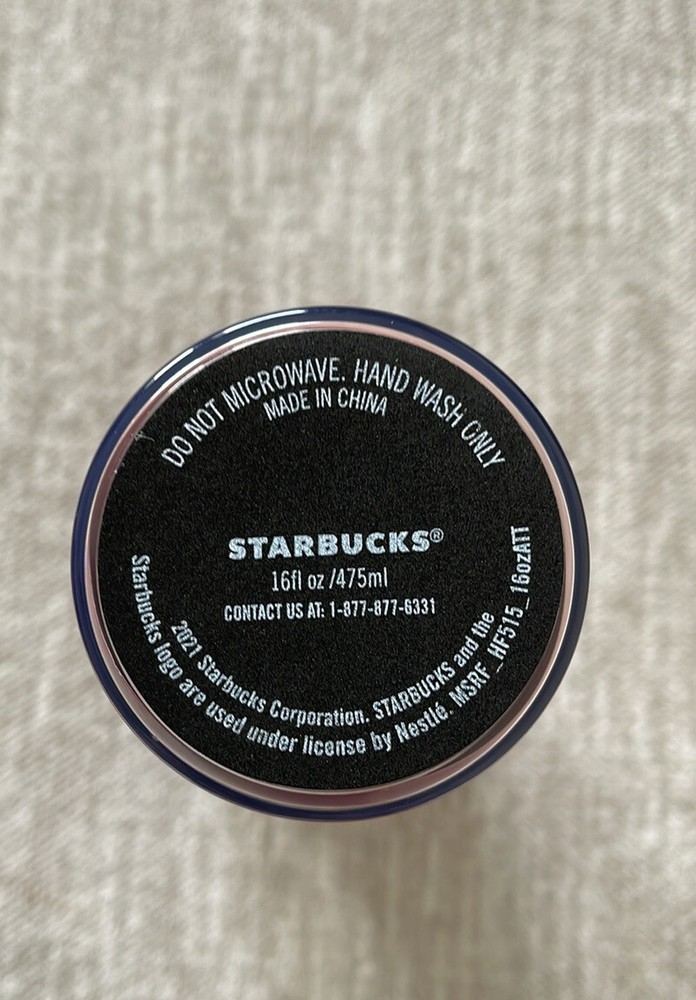 DO NOT MICROWAVE. HAND WASH ONLY
MADE IN CHINA
STARBUCKS®
16fl oz /475ml
CONTACT US AT: 1-877-877-6331
2021 Starbucks Corporation. STARBUCKS and the
Starbucks logo are used under license by Nestlé. MSRF_HF515_16ozATT